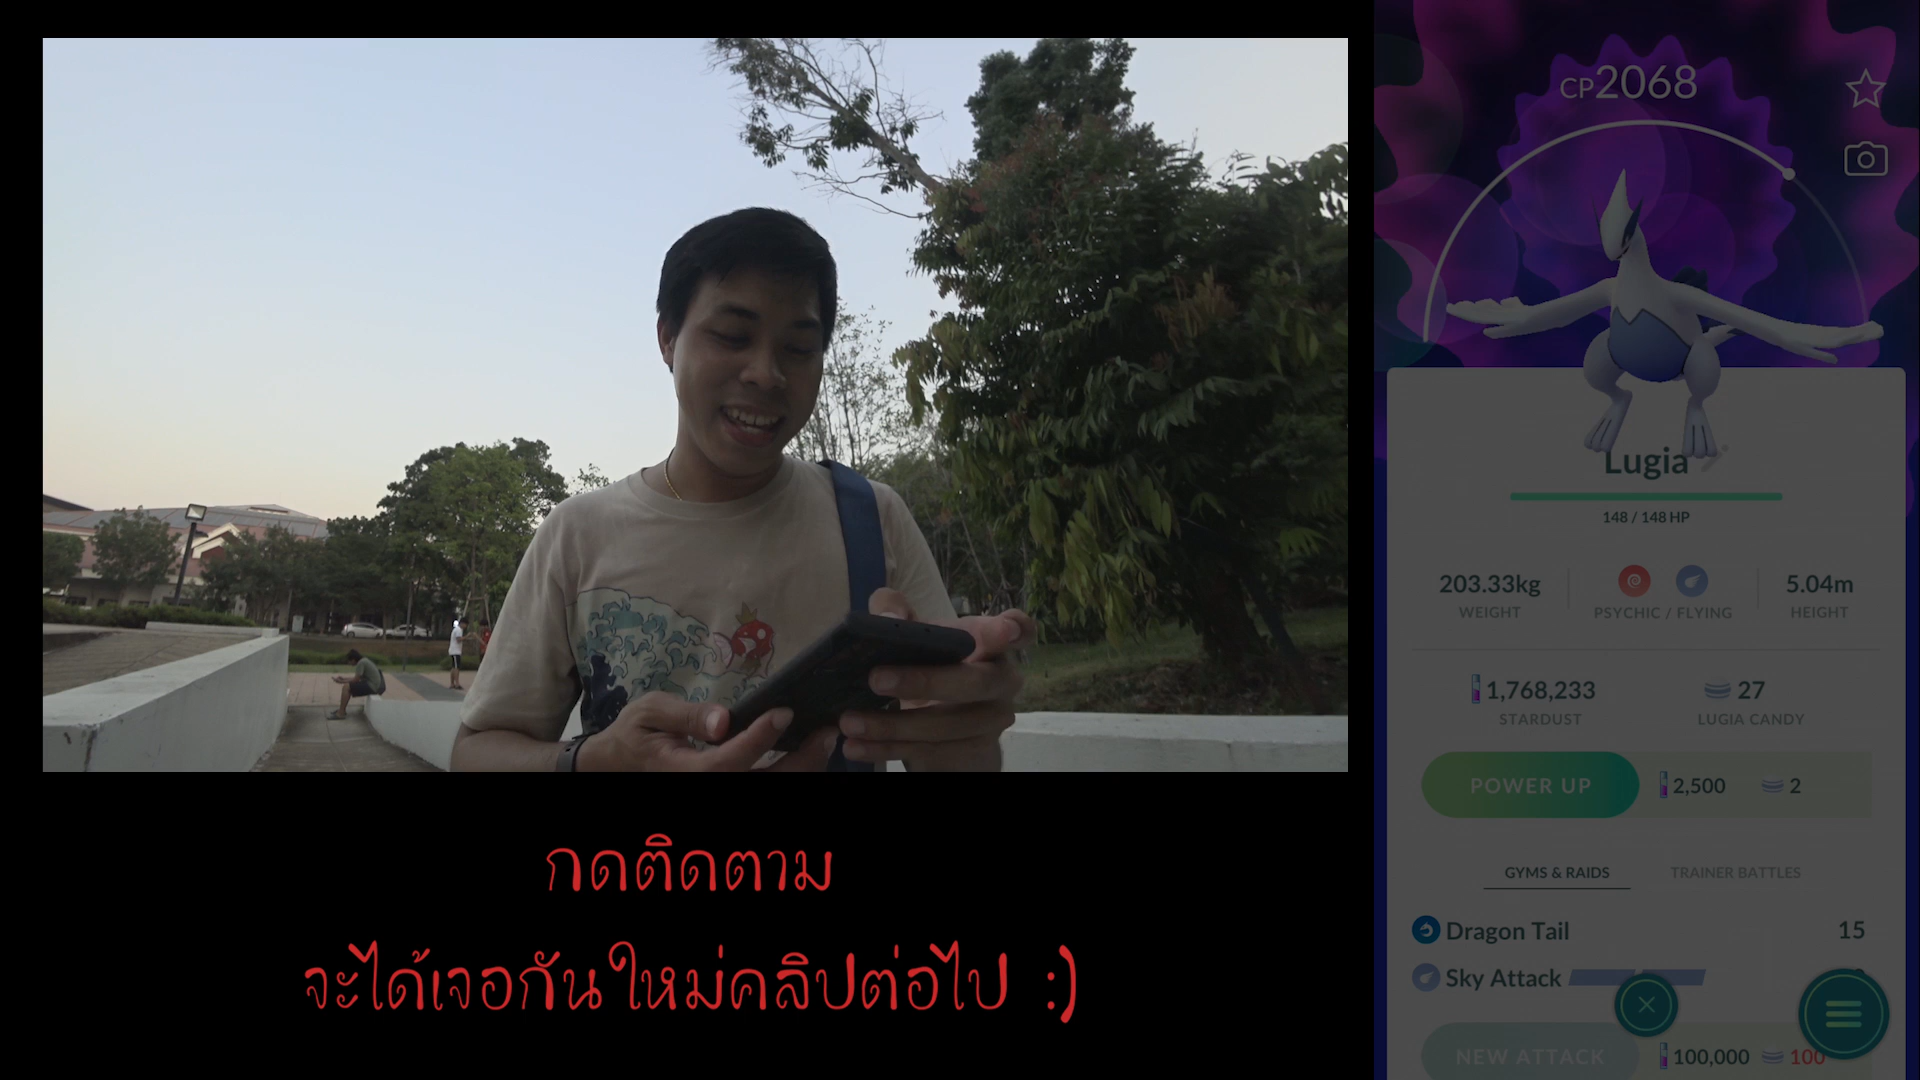 กดติดตาม
จะได้เจอกันใหม่คลิปต่อไป :)
CP2068
Lugia
148 / 148 HP
203.33kg
WEIGHT
PSYCHIC / FLYING
5.04m
HEIGHT
1,768,233
STARDUST
27
LUGIA CANDY
POWER UP
2,500
2
GYMS & RAIDS
TRAINER BATTLES
Dragon Tail
15
Sky Attack
NEW ATTACK
100,000
100